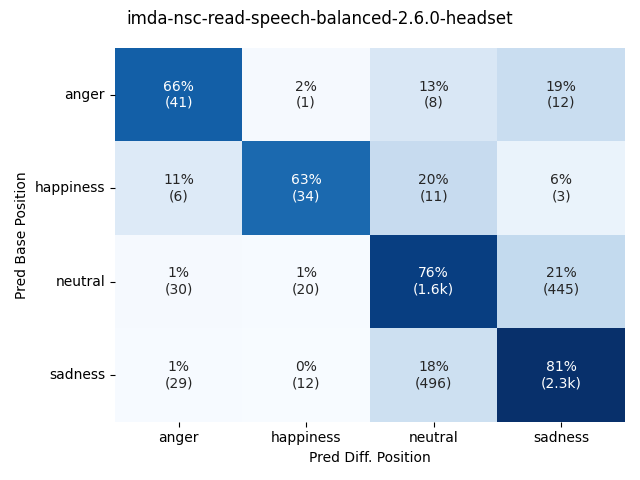 imda-nsc-read-speech-balanced-2.6.0-headset
Pred Base Position
anger
66% 2% 13% 19%
(41) (1) (8) (12)
happiness
11% 63% 20% 6%
(6) (34) (11) (3)
neutral
1% 1% 76% 21%
(30) (20) (1.6k) (445)
sadness
1% 0% 18% 81%
(29) (12) (496) (2.3k)
anger happiness neutral sadness
Pred Diff. Position